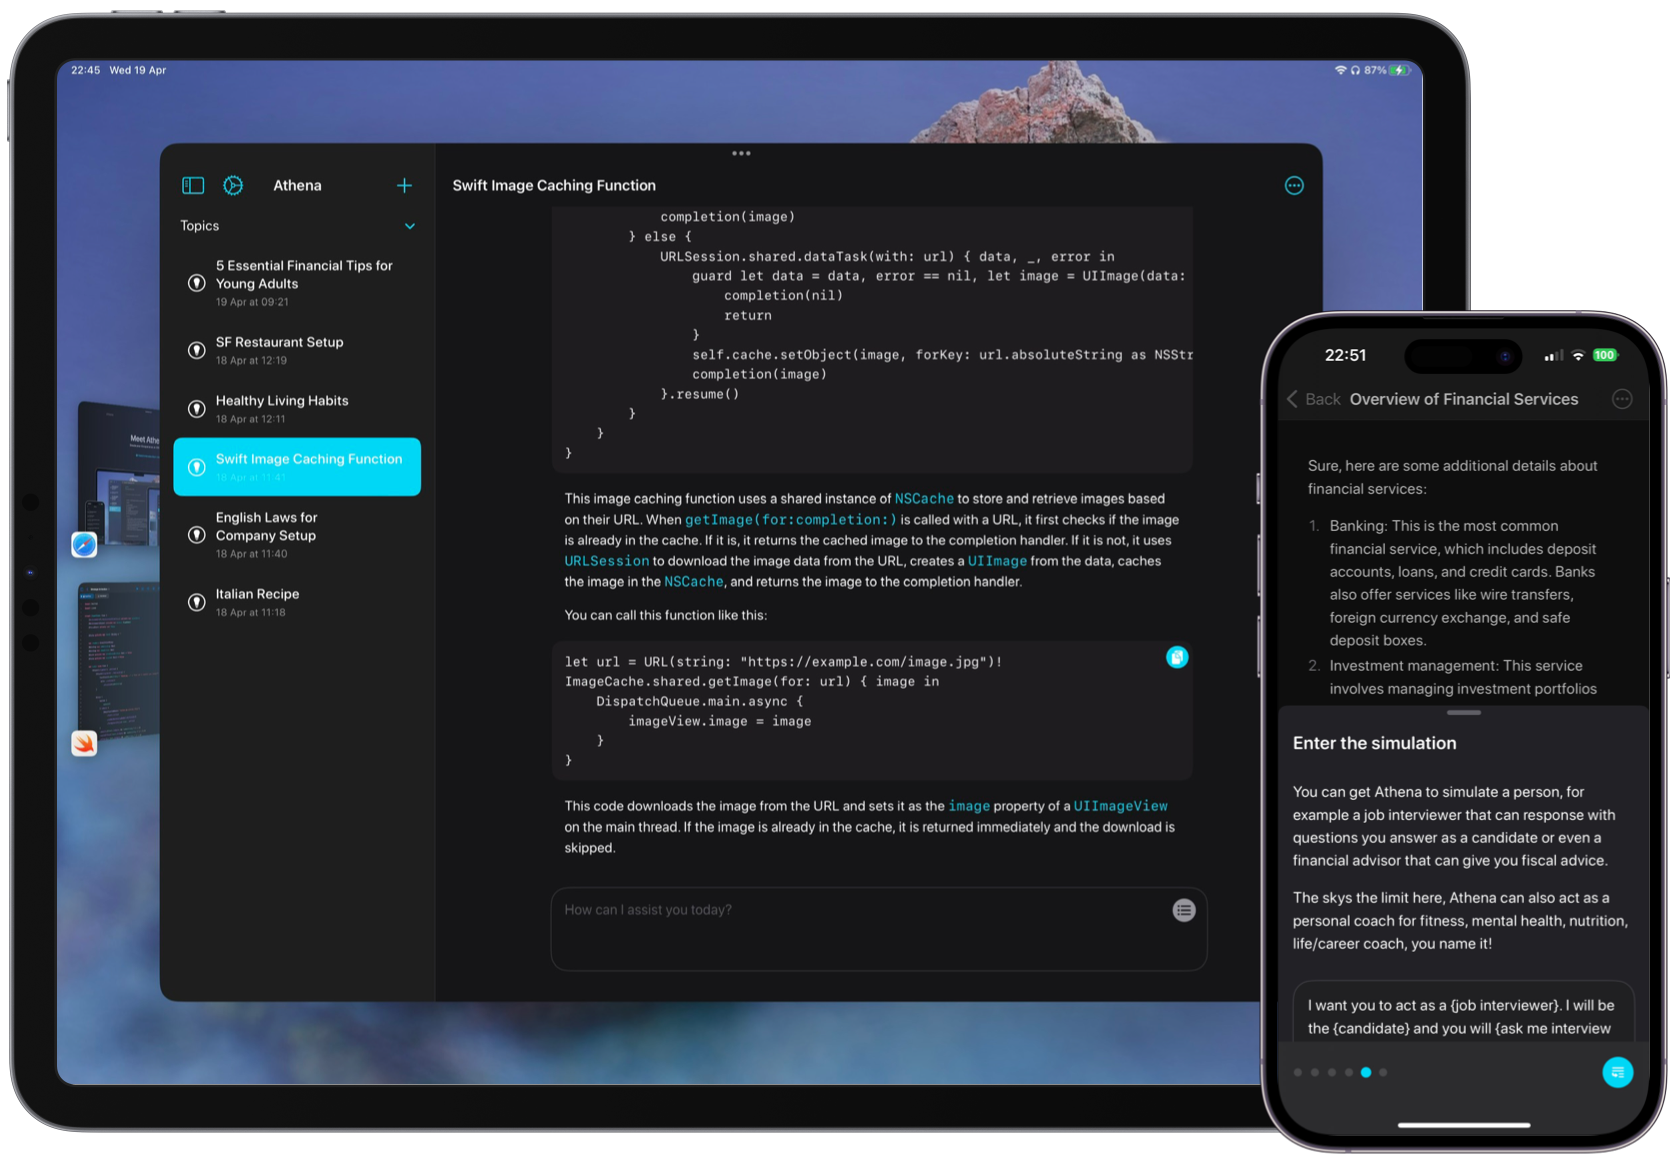 22:45 Wed 19 Apr
87%
Athena
Topics
5 Essential Financial Tips for
Young Adults
19 Apr at 09:21
SF Restaurant Setup
18 Apr at 12:19
Healthy Living Habits
18 Apr at 12:11
Swift Image Caching Function
18 Apr at 11:41
English Laws for
Company Setup
18 Apr at 11:40
Italian Recipe
18 Apr at 11:18
Meet Athe
Swift Image Caching Function
completion(image)
} else {
URLSession.shared.dataTask(with: url) { data, _, error in
guard let data = data, error == nil, let image = UIImage(data:
completion(nil)
return
}
self.cache.setObject(image, forKey: url.absoluteString as NSStr
completion(image)
}.resume()
}
}
}
This image caching function uses a shared instance of NSCache to store and retrieve images based
on their URL. When getImage(for:completion:) is called with a URL, it first checks if the image
is already in the cache. If it is, it returns the cached image to the completion handler. If it is not, it uses
URLSession to download the image data from the URL, creates a UIImage from the data, caches
the image in the NSCache, and returns the image to the completion handler.
You can call this function like this:
let url = URL(string: "https://example.com/image.jpg")!
ImageCache.shared.getImage(for: url) { image in
DispatchQueue.main.async {
imageView.image = image
}
}
This code downloads the image from the URL and sets it as the image property of a UIImageView
on the main thread. If the image is already in the cache, it is returned immediately and the download is
skipped.
How can I assist you today?
22:51
100
Back Overview of Financial Services
Sure, here are some additional details about
financial services:
1. Banking: This is the most common
financial service, which includes deposit
accounts, loans, and credit cards. Banks
also offer services like wire transfers,
foreign currency exchange, and safe
deposit boxes.
2. Investment management: This service
involves managing investment portfolios
Enter the simulation
You can get Athena to simulate a person, for
example a job interviewer that can response with
questions you answer as a candidate or even a
financial advisor that can give you fiscal advice.
The skys the limit here, Athena can also act as a
personal coach for fitness, mental health, nutrition,
life/career coach, you name it!
I want you to act as a {job interviewer}. I will be
the {candidate} and you will {ask me interview